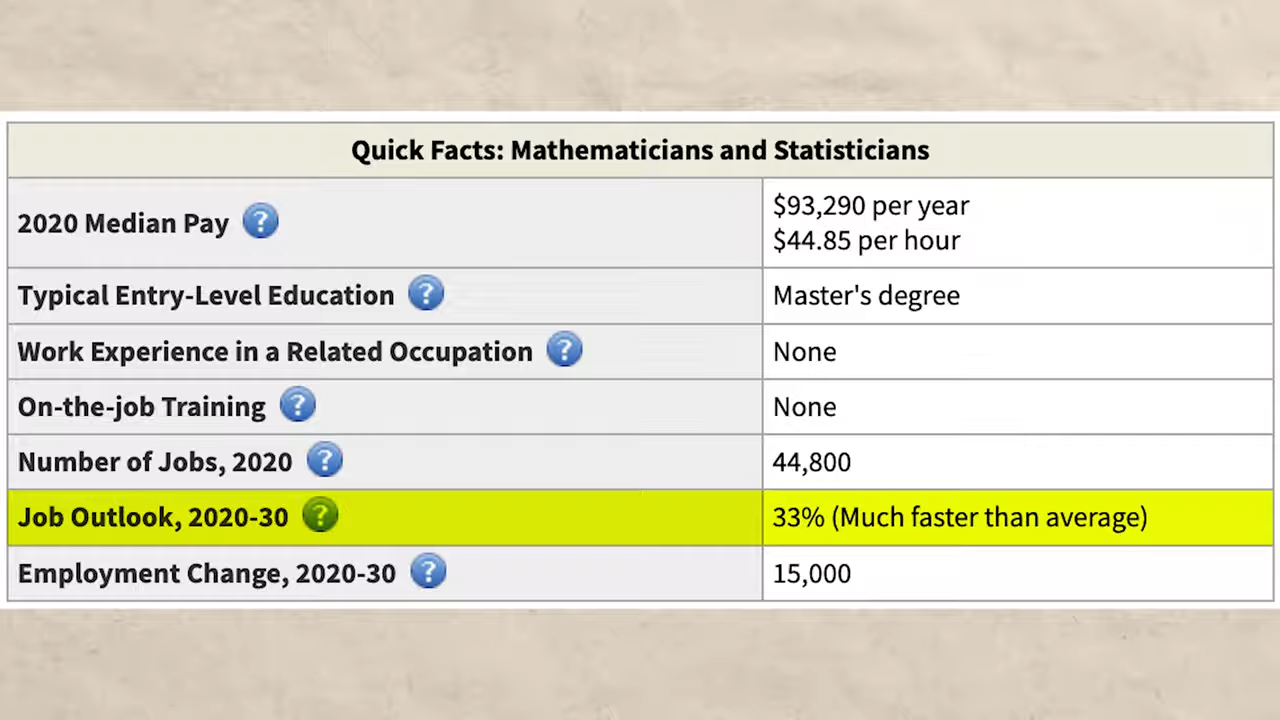 Quick Facts: Mathematicians and Statisticians
2020 Median Pay ?
$93,290 per year
$44.85 per hour
Typical Entry-Level Education ?
Master's degree
Work Experience in a Related Occupation ?
None
On-the-job Training ?
None
Number of Jobs, 2020 ?
44,800
Job Outlook, 2020-30 ?
33% (Much faster than average)
Employment Change, 2020-30 ?
15,000